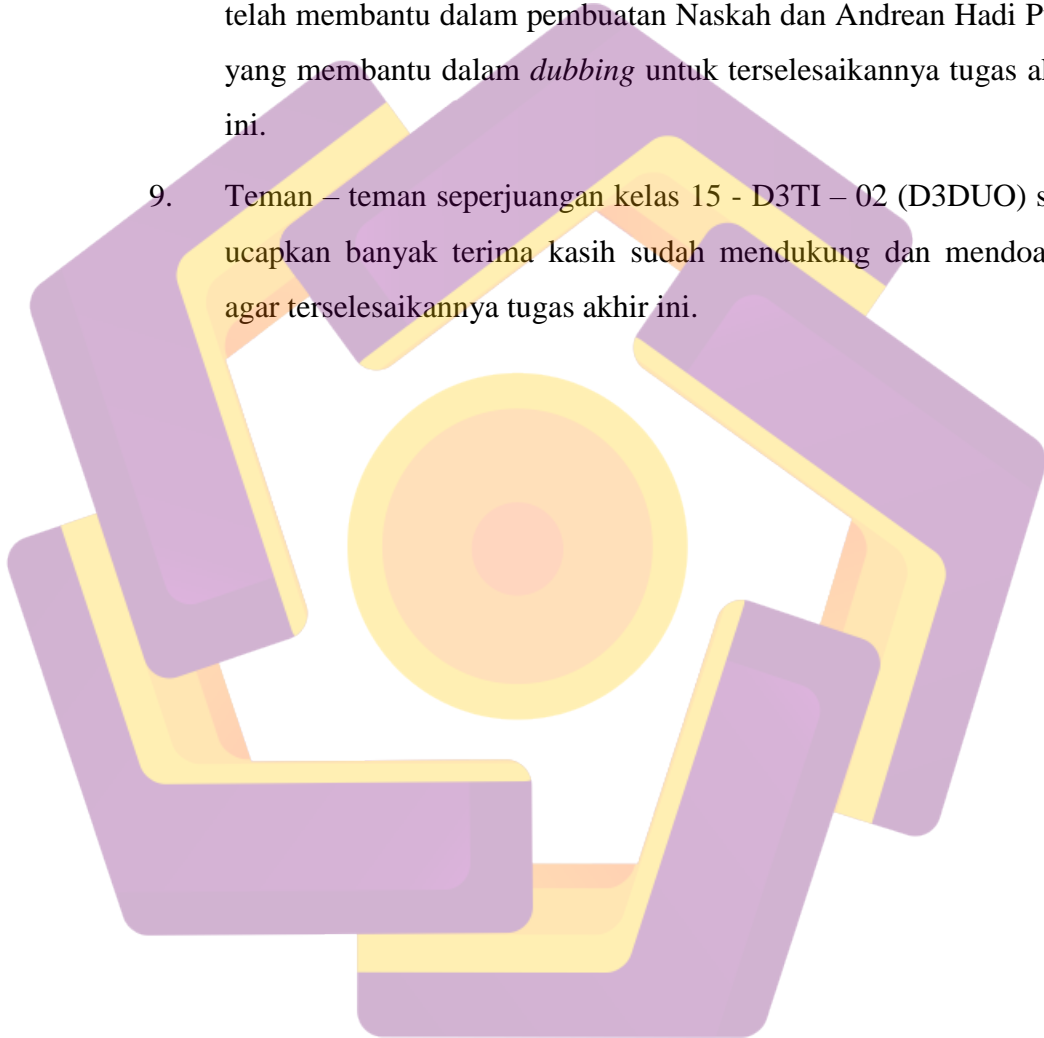 telah membantu dalam pembuatan Naskah dan Andrean Hadi P
yang membantu dalam dubbing untuk terselesaikannya tugas
ini.
9. Teman – teman seperjuangan kelas 15 - D3TI – 02 (D3DUO)
ucapkan banyak terima kasih sudah mendukung dan
agar terselesaikannya tugas akhir ini.